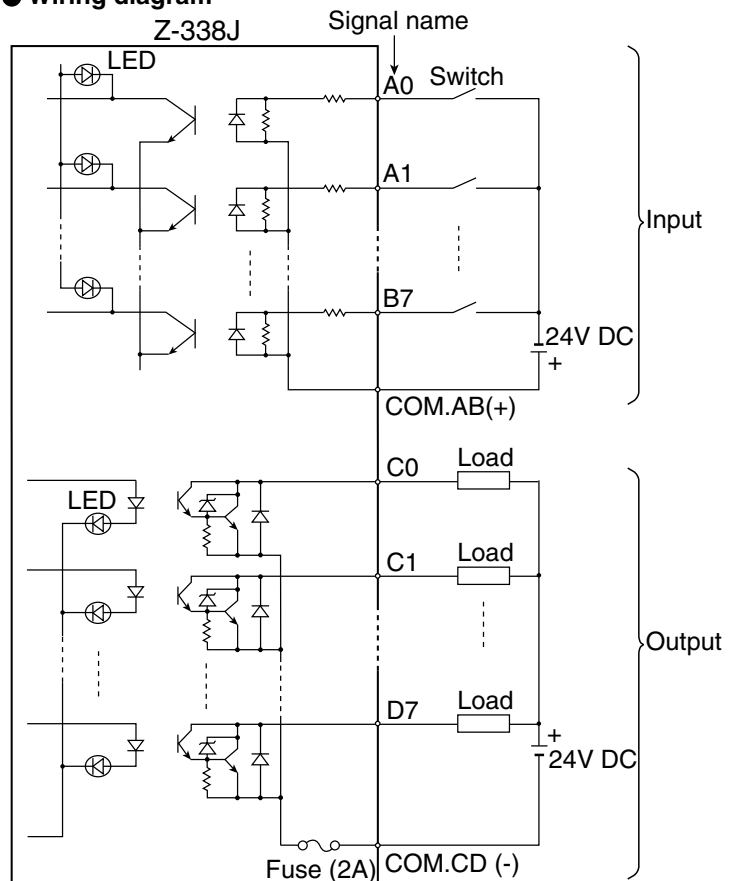 ● Wiring diagram
Z-338J
Signal name
LED
A0
Switch
A1
Input
B7
24V DC
+
COM.AB(+)
C0
Load
LED
C1
Load
Output
D7
Load
+
24V DC
Fuse (2A)
COM.CD (-)